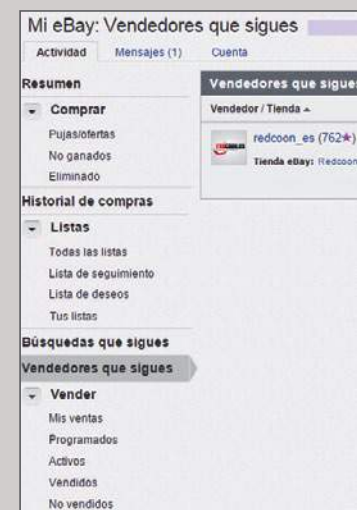 Mi eBay: Vendedores que sigues
Actividad Mensajes (1) Cuenta
Resumen
Comprar
Pujas/ofertas
No ganados
Eliminado
Historial de compras
Listas
Todas las listas
Lista de seguimiento
Lista de deseos
Tus listas
Búsquedas que sigues
Vendedores que sigues
Vender
Mis ventas
Programados
Activos
Vendidos
No vendidos
Vendedores que sigues
Vendedor / Tienda
redcoon_es (762★)
Tienda eBay: Redcoon